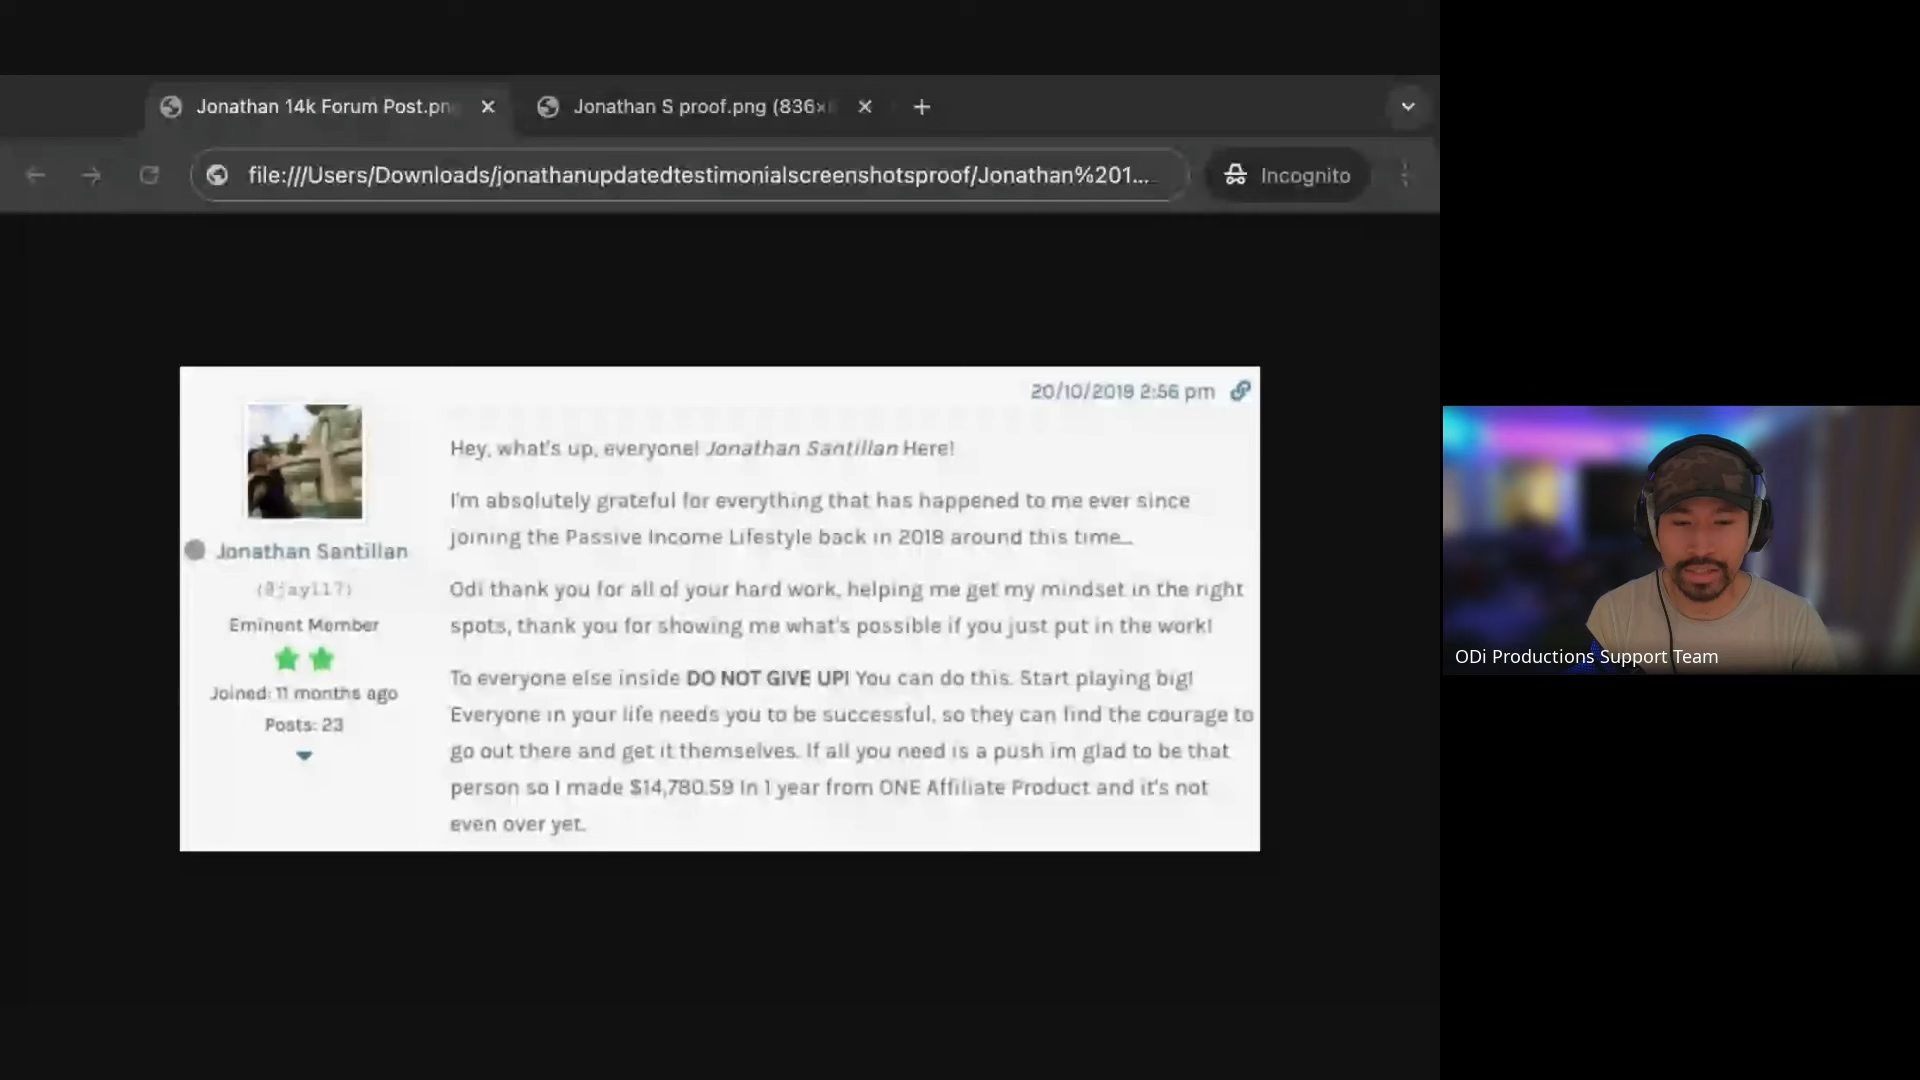 Jonathan 14k Forum Post.pn
Jonathan S proof.png (836×
file:///Users/Downloads/jonathanupdatedtestimonialscreenshotsproof/Jonathan%201...
Incognito
20/10/2019 2:56 pm
Hey, what's up, everyone! Jonathan Santillan Here!
I'm absolutely grateful for everything that has happened to me ever since
joining the Passive Income Lifestyle back in 2018 around this time...
Jonathan Santillan
(@jay117)
Eminent Member
Joined: 11 months ago
Posts: 23
Odi thank you for all of your hard work, helping me get my mindset in the right
spots, thank you for showing me what's possible if you just put in the work!
To everyone else inside DO NOT GIVE UP! You can do this. Start playing big!
Everyone in your life needs you to be successful, so they can find the courage to
go out there and get it themselves. If all you need is a push im glad to be that
person so I made $14,780.59 In 1 year from ONE Affiliate Product and it's not
even over yet.
ODi Productions Support Team